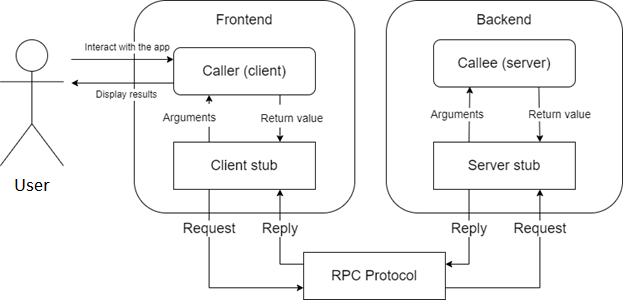 Frontend
Backend
Interact with the app
Caller (client)
Callee (server)
Display results
Arguments
Return value
Arguments
Return value
Client stub
Server stub
User
Request
Reply
Reply
Request
RPC Protocol